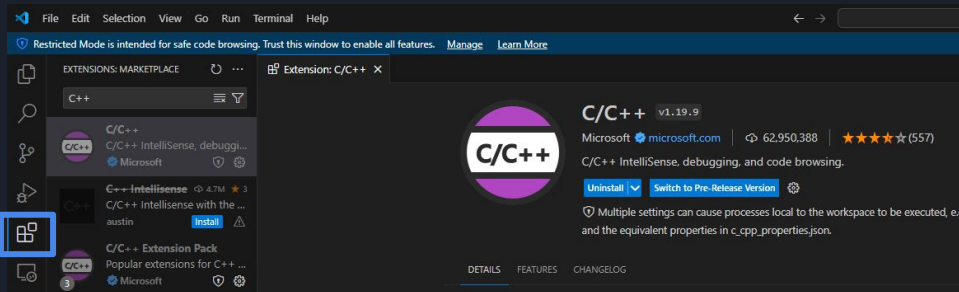 File Edit Selection View Go Run Terminal Help
Restricted Mode is intended for safe code browsing. Trust this window to enable all features. Manage Learn More
EXTENSIONS: MARKETPLACE
Extension: C/C++
C++
C/C++
C/C++
C/C++ IntelliSense, debuggi...
Microsoft
C++
C++ Intellisense 4.7M ★ 3
C/C++ Intellisense with the ...
austin Install
C/C++
3
C/C++ Extension Pack
Popular extensions for C++ ...
Microsoft
C/C++
C/C++ v1.19.9
Microsoft microsoft.com 62,950,388 ★★★★☆(557)
C/C++ IntelliSense, debugging, and code browsing.
Uninstall Switch to Pre-Release Version
Multiple settings can cause processes local to the workspace to be executed, e.
and the equivalent properties in c_cpp_properties.json.
DETAILS FEATURES CHANGELOG